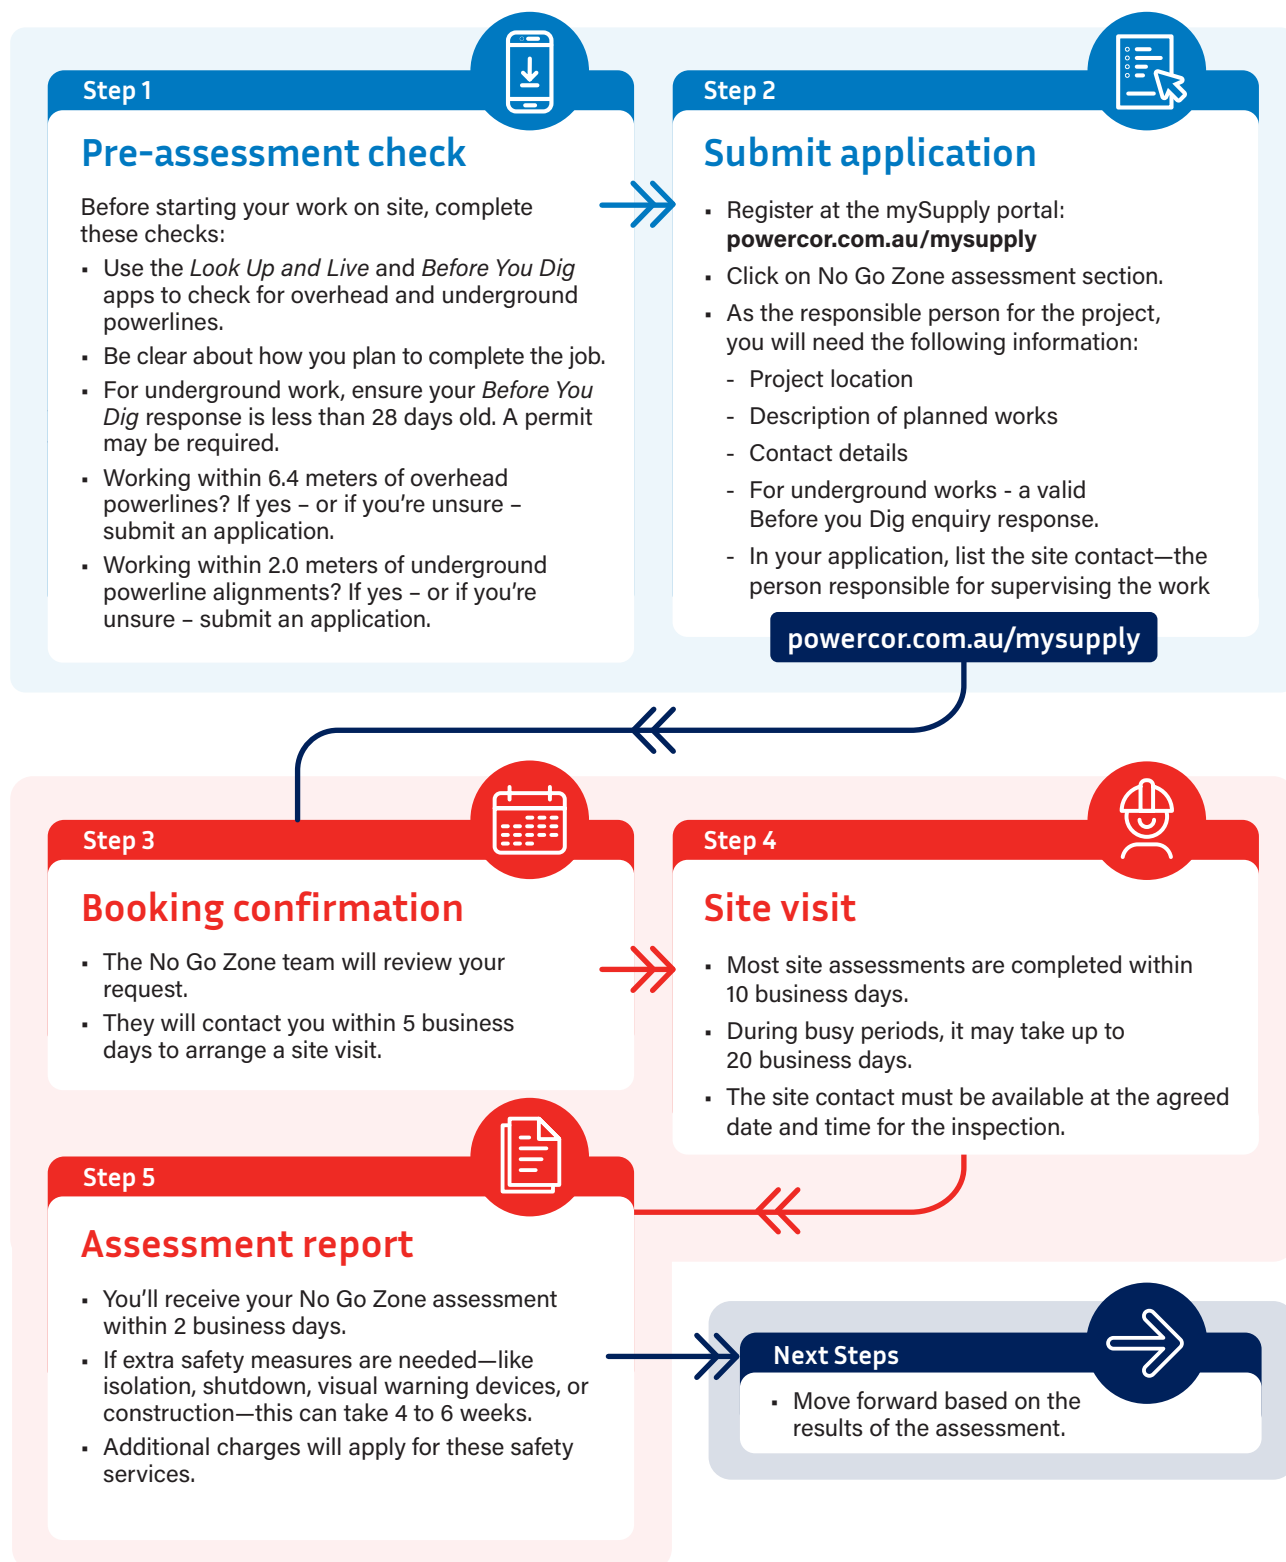 Step 1
Pre-assessment check
Before starting your work on site, complete
these checks:
▪ Use the Look Up and Live and Before You Dig
apps to check for overhead and underground
powerlines.
▪ Be clear about how you plan to complete the job.
▪ For underground work, ensure your Before You
Dig response is less than 28 days old. A permit
may be required.
▪ Working within 6.4 meters of overhead
powerlines? If yes – or if you're unsure –
submit an application.
▪ Working within 2.0 meters of underground
powerline alignments? If yes – or if you're
unsure – submit an application.
Step 2
Submit application
▪ Register at the mySupply portal:
powercor.com.au/mysupply
▪ Click on No Go Zone assessment section.
▪ As the responsible person for the project,
you will need the following information:
- Project location
- Description of planned works
- Contact details
- For underground works - a valid
Before you Dig enquiry response.
- In your application, list the site contact—the
person responsible for supervising the work
powercor.com.au/mysupply
Step 3
Booking confirmation
▪ The No Go Zone team will review your
request.
▪ They will contact you within 5 business
days to arrange a site visit.
Step 4
Site visit
▪ Most site assessments are completed within
10 business days.
▪ During busy periods, it may take up to
20 business days.
▪ The site contact must be available at the agreed
date and time for the inspection.
Step 5
Assessment report
▪ You'll receive your No Go Zone assessment
within 2 business days.
▪ If extra safety measures are needed—like
isolation, shutdown, visual warning devices, or
construction—this can take 4 to 6 weeks.
▪ Additional charges will apply for these safety
services.
Next Steps
▪ Move forward based on the
results of the assessment.